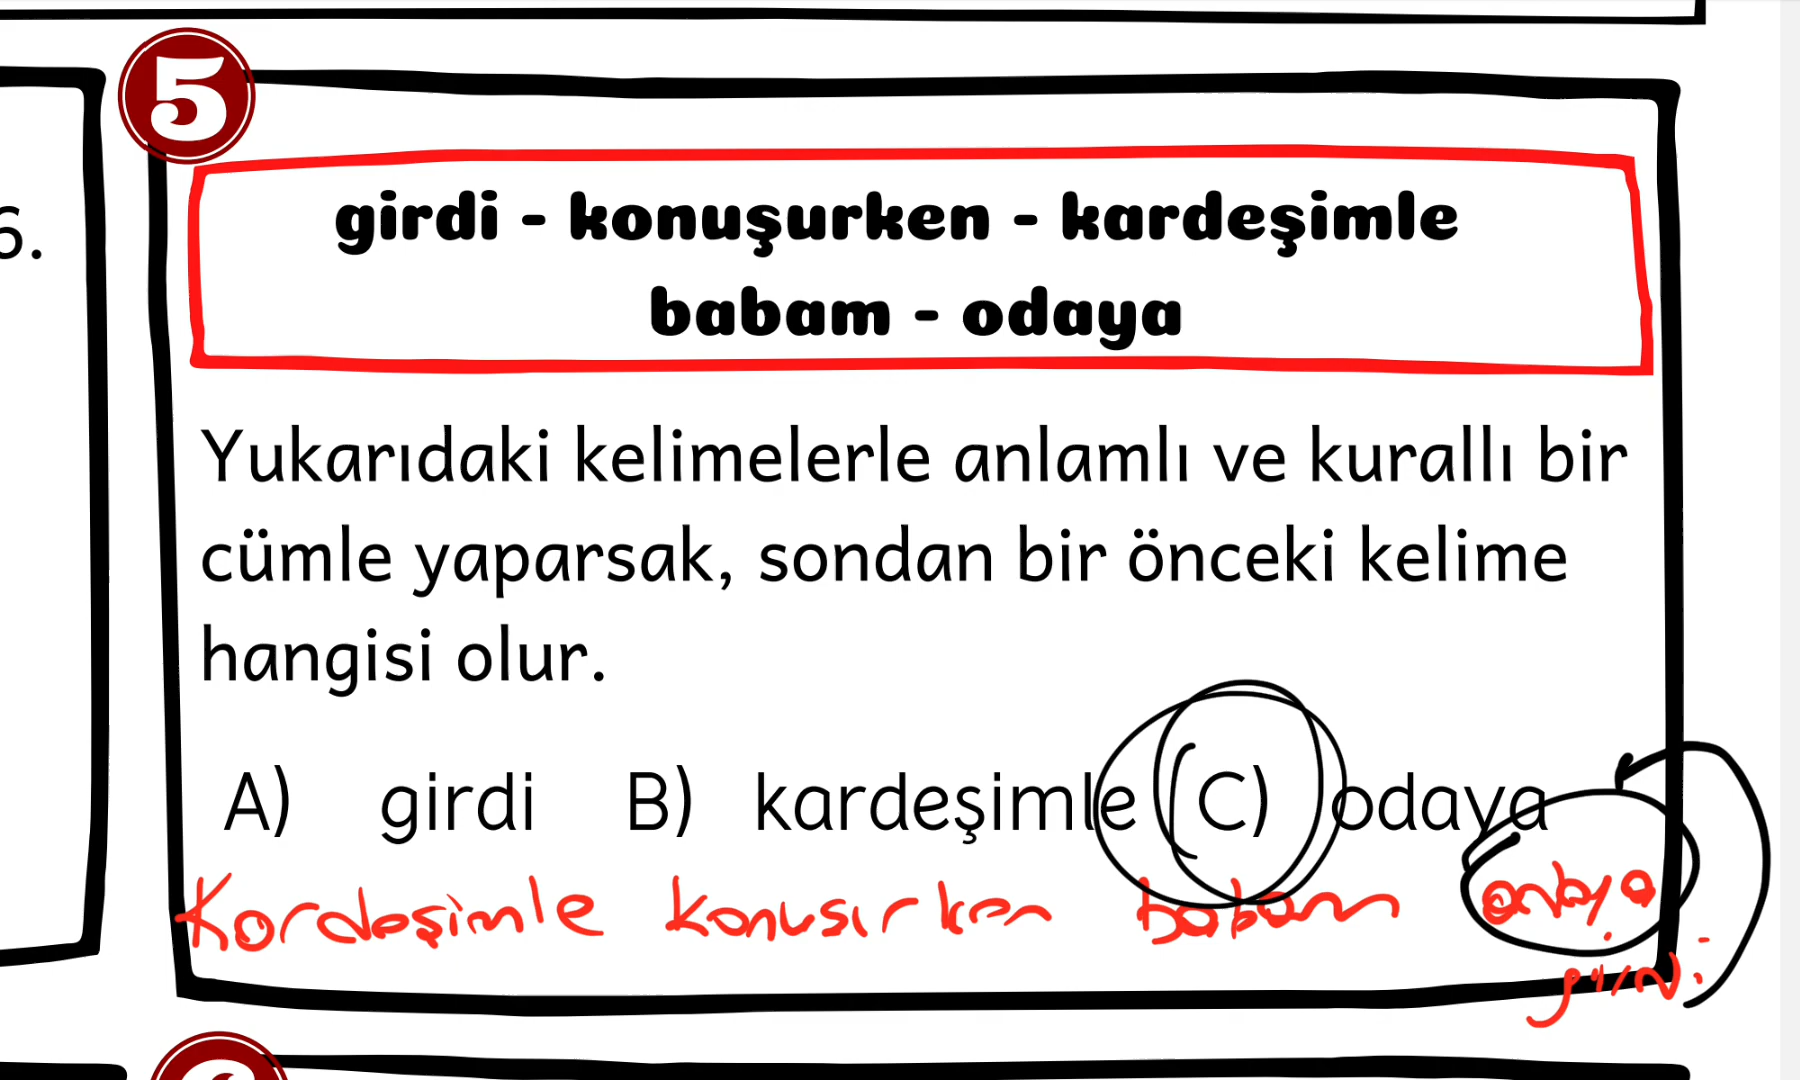 5
6.
girdi - konuşurken - kardeşimle
babam - odaya
Yukarıdaki kelimelerle anlamlı ve kurallı bir
cümle yaparsak, sondan bir önceki kelime
hangisi olur.
A) girdi B) kardeşimle C) odaya
Kardeşimle konuşurken babam odaya
girdi